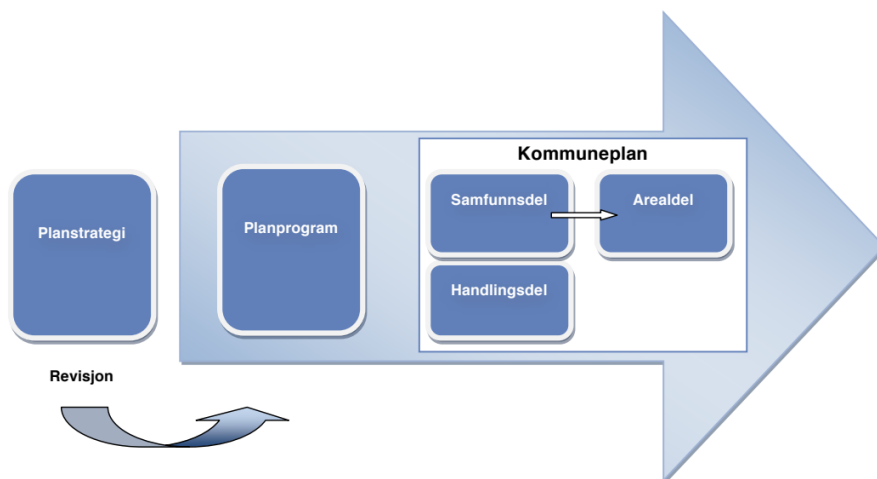 Kommuneplan
Planstrategi
Planprogram
Samfunnsdel
Arealdel
Handlingsdel
Revisjon